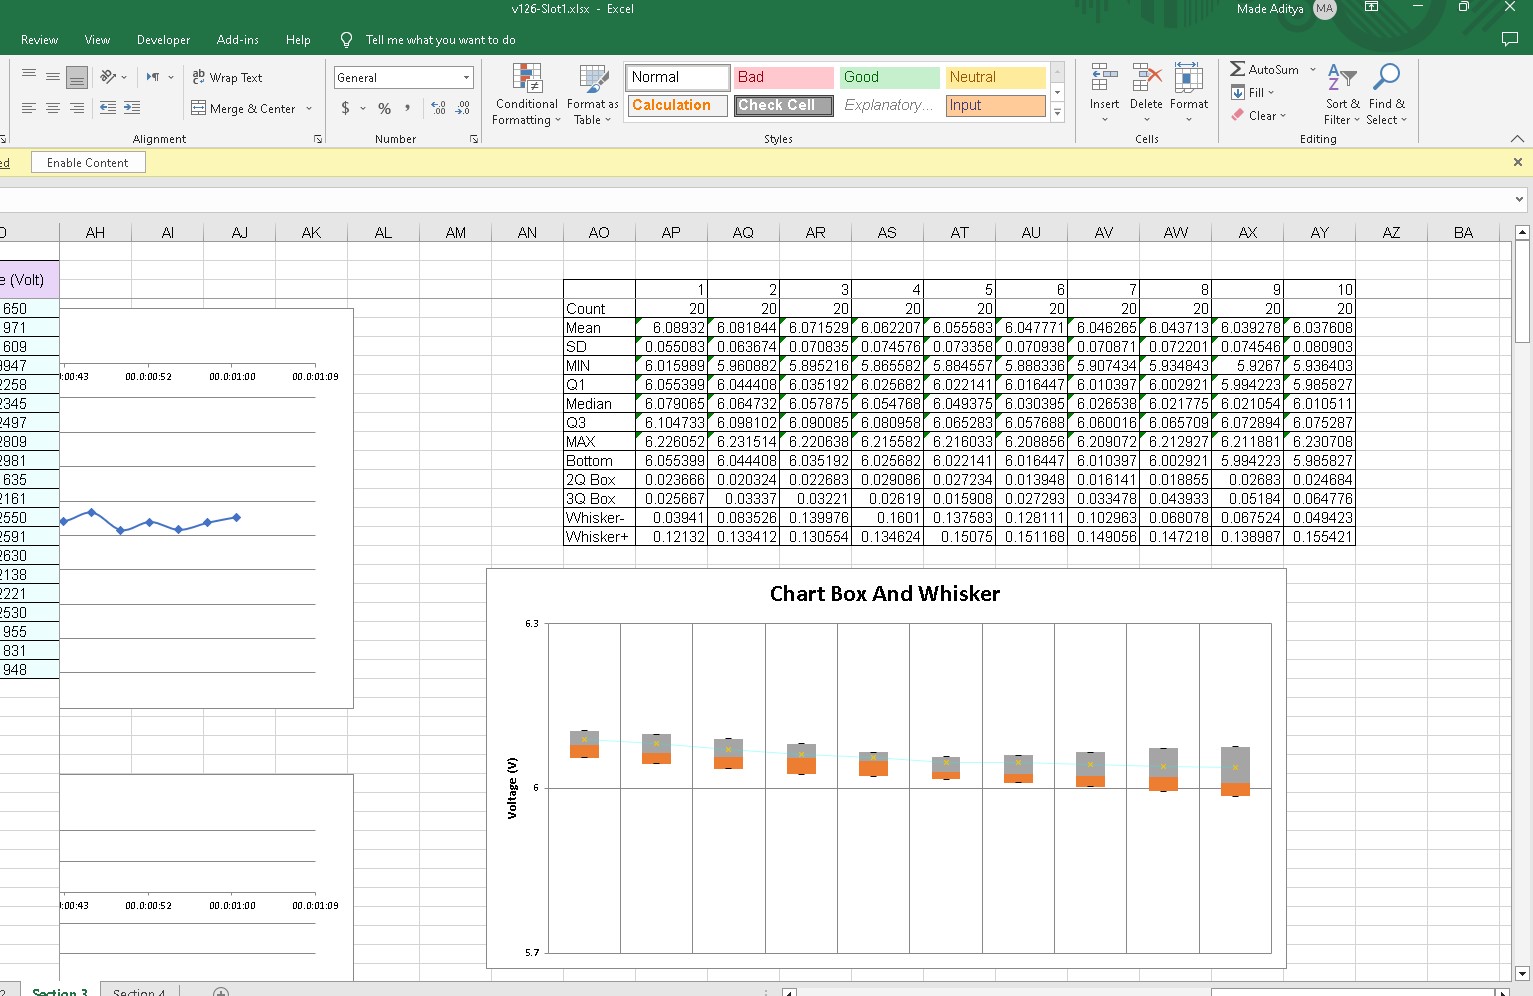 v126-Slot1.xlsx - Excel
Made Aditya MA
Review View Developer Add-ins Help Tell me what you want to do
Wrap Text
Merge & Center
Alignment
General
$ % ,
Number
Conditional Formatting
Format as Table
Normal Bad Good Neutral
Calculation Check Cell Explanatory... Input
Styles
Insert Delete Format
Cells
AutoSum
Fill
Clear
Sort & Filter
Find & Select
Editing
Enable Content
AH AI AJ AK AL AM AN AO AP AQ AR AS AT AU AV AW AX AY AZ BA
e (Volt)
650
971
609
9947
2258
2345
2497
2809
2981
635
2161
2550
2591
2630
2138
2221
2530
955
831
948
:00:43 00.0:00:52 00.0:01:00 00.0:01:09
1 2 3 4 5 6 7 8 9 10
Count 20 20 20 20 20 20 20 20 20 20
Mean 6.08932 6.081844 6.071529 6.062207 6.055583 6.047771 6.046265 6.043713 6.039278 6.037608
SD 0.055083 0.063674 0.070835 0.074576 0.073358 0.070938 0.070871 0.072201 0.074546 0.080903
MIN 6.015989 5.960882 5.895216 5.865582 5.884557 5.888336 5.907434 5.934843 5.9267 5.936403
Q1 6.055399 6.044408 6.035192 6.025682 6.022141 6.016447 6.010397 6.002921 5.994223 5.985827
Median 6.079065 6.064732 6.057875 6.054768 6.049375 6.030395 6.026538 6.021775 6.021054 6.010511
Q3 6.104733 6.098102 6.090085 6.080958 6.065283 6.057688 6.060016 6.065709 6.072894 6.075287
MAX 6.226052 6.231514 6.220638 6.215582 6.216033 6.208856 6.209072 6.212927 6.211881 6.230708
Bottom 6.055399 6.044408 6.035192 6.025682 6.022141 6.016447 6.010397 6.002921 5.994223 5.985827
2Q Box 0.023666 0.020324 0.022683 0.029086 0.027234 0.013948 0.016141 0.018855 0.02683 0.024684
3Q Box 0.025667 0.03337 0.03221 0.02619 0.015908 0.027293 0.033478 0.043933 0.05184 0.064776
Whisker- 0.03941 0.083526 0.139976 0.1601 0.137583 0.128111 0.102963 0.068078 0.067524 0.049423
Whisker+ 0.12132 0.133412 0.130554 0.134624 0.15075 0.151168 0.149056 0.147218 0.138987 0.155421
Chart Box And Whisker
6.3
Voltage (V)
6
5.7
:00:43 00.0:00:52 00.0:01:00 00.0:01:09
Section 3 Section 4